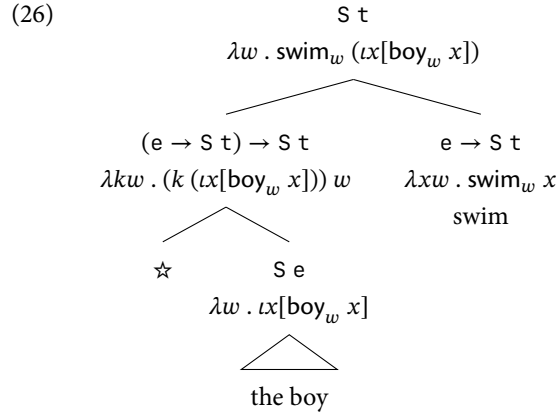 (26)
S t
λw . swim_w (ιx[boy_w x])
(e → S t) → S t
e → S t
λkw . (k (ιx[boy_w x])) w
λxw . swim_w x
swim
☆
S e
λw . ιx[boy_w x]
the boy